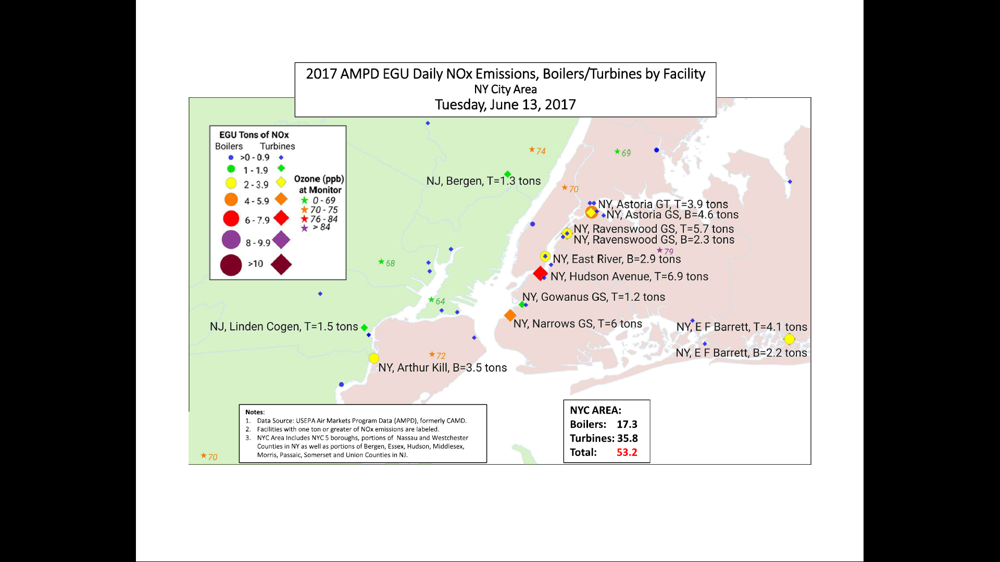 2017 AMPD EGU Daily NOx Emissions, Boilers/Turbines by Facility
NY City Area
Tuesday, June 13, 2017
EGU Tons of NOx
Boilers Turbines
>0 - 0.9
1 - 1.9
2 - 3.9
4 - 5.9
6 - 7.9
8 - 9.9
>10
Ozone (ppb)
at Monitor
0 - 69
70 - 75
76 - 84
> 84
74
69
NJ, Bergen, T=1.3 tons
70
NY, Astoria GT, T=3.9 tons
NY, Astoria GS, B=4.6 tons
NY, Ravenswood GS, T=5.7 tons
NY, Ravenswood GS, B=2.3 tons
79
NY, East River, B=2.9 tons
68
NY, Hudson Avenue, T=6.9 tons
NY, Gowanus GS, T=1.2 tons
64
NY, Narrows GS, T=6 tons
NJ, Linden Cogen, T=1.5 tons
NY, E F Barrett, T=4.1 tons
NY, E F Barrett, B=2.2 tons
72
NY, Arthur Kill, B=3.5 tons
Notes:
1. Data Source: USEPA Air Markets Program Data (AMPD), formerly CAMD.
2. Facilities with one ton or greater of NOx emissions are labeled.
3. NYC Area Includes NYC 5 boroughs, portions of Nassau and Westchester
Counties in NY as well as portions of Bergen, Essex, Hudson, Middlesex,
Morris, Passaic, Somerset and Union Counties in NJ.
NYC AREA:
Boilers: 17.3
Turbines: 35.8
Total: 53.2
70